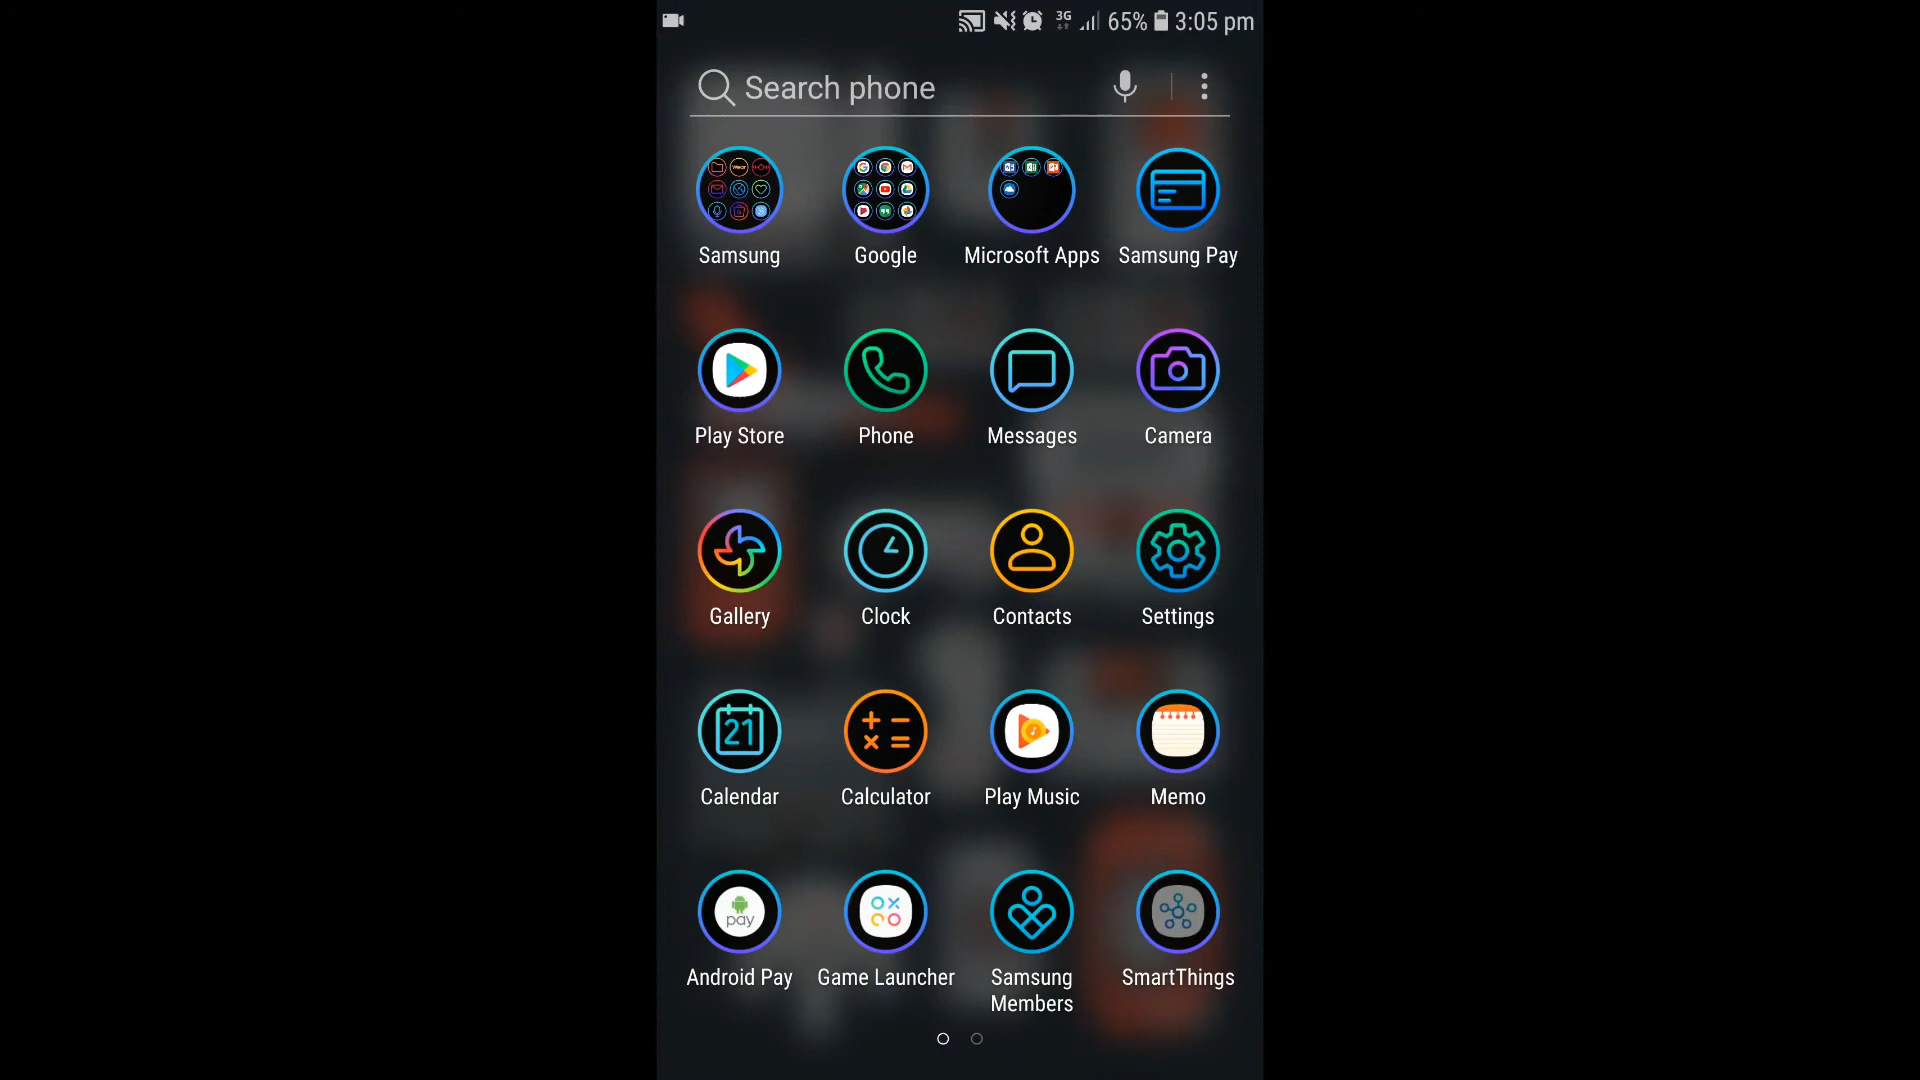 3G 65% 3:05 pm
Search phone
Samsung Google Microsoft Apps Samsung Pay
Play Store Phone Messages Camera
Gallery Clock Contacts Settings
21
Calendar Calculator Play Music Memo
pay
Android Pay Game Launcher Samsung Members SmartThings